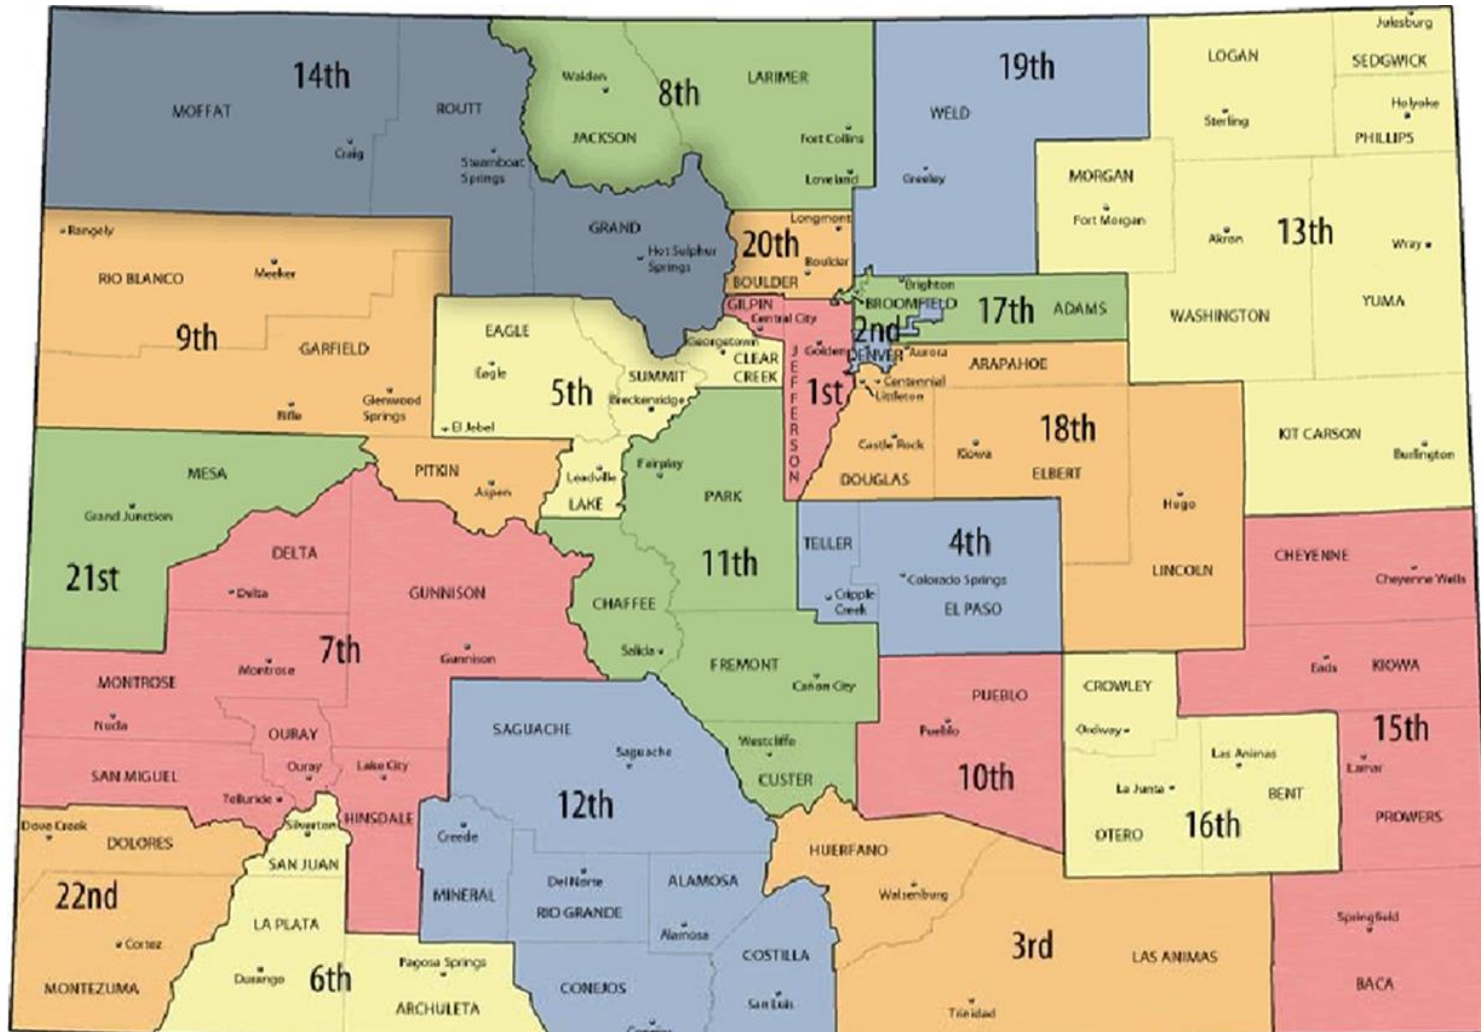 Julesburg
LOGAN
SEDGWICK
14th
19th
Walden
LARIMER
8th
MOFFAT
ROUTT
WELD
Holyoke
Sterling
PHILLIPS
JACKSON
Fort Collins
Craig
Steamboat
Springs
Loveland
Greeley
MORGAN
Fort Morgan
GRAND
Longmont
Rangely
20th
Akron
13th
Wray
Hot Sulphur
Springs
Meeker
RIO BLANCO
Boulder
BOULDER
Brighton
GILPIN
BROOMFIELD
17th
ADAMS
YUMA
WASHINGTON
Central City
9th
EAGLE
2nd
Georgetown
GARFIELD
Golden
DENVER
Aurora
CLEAR
CREEK
ARAPAHOE
Eagle
SUMMIT
JEFFERSON
Centennial
Littleton
5th
1st
Breckenridge
Glenwood
Springs
Rifle
El Jebel
18th
KIT CARSON
Castle Rock
Kiowa
Burlington
MESA
PITKIN
Fairplay
Leadville
ELBERT
DOUGLAS
Aspen
LAKE
PARK
Hugo
Grand Junction
TELLER
4th
DELTA
CHEYENNE
11th
21st
LINCOLN
Colorado Springs
Cheyenne Wells
Delta
GUNNISON
CHAFFEE
Cripple
Creek
EL PASO
7th
Salida
Gunnison
Montrose
FREMONT
Eads
KIOWA
MONTROSE
Cañon City
CROWLEY
PUEBLO
Nucla
SAGUACHE
Pueblo
Ordway
15th
OURAY
Westcliffe
Saguache
Las Animas
Ouray
Lake City
SAN MIGUEL
CUSTER
10th
Lamar
La Junta
BENT
Telluride
12th
HINSDALE
PROWERS
Dove Creek
Silverton
16th
OTERO
Creede
DOLORES
HUERFANO
SAN JUAN
Del Norte
ALAMOSA
22nd
MINERAL
Walsenburg
RIO GRANDE
Springfield
LA PLATA
Alamosa
Cortez
3rd
COSTILLA
LAS ANIMAS
Pagosa Springs
Durango
6th
MONTEZUMA
CONEJOS
BACA
San Luis
ARCHULETA
Trinidad